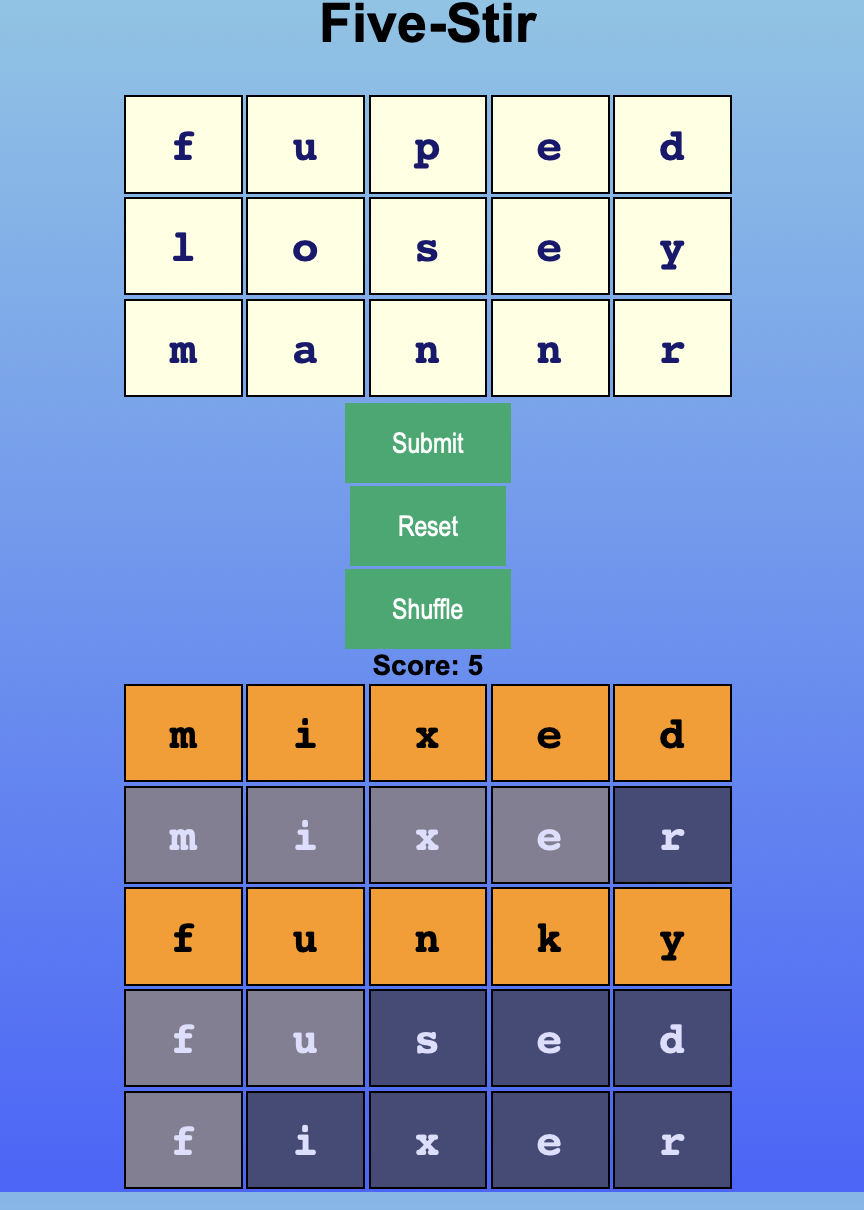 Five-Stir
f u p e d
l o s e y
m a n n r
Submit
Reset
Shuffle
Score: 5
m i x e d
m i x e r
f u n k y
f u s e d
f i x e r